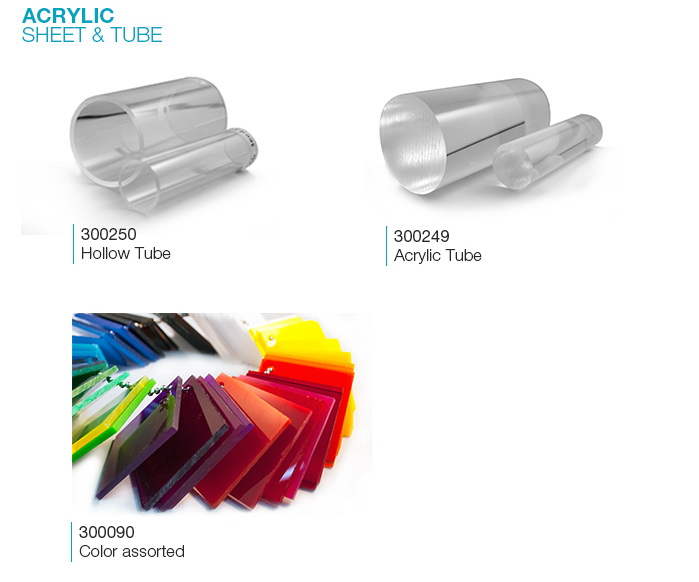 ACRYLIC
SHEET & TUBE
300250
Hollow Tube
300249
Acrylic Tube
300090
Color assorted